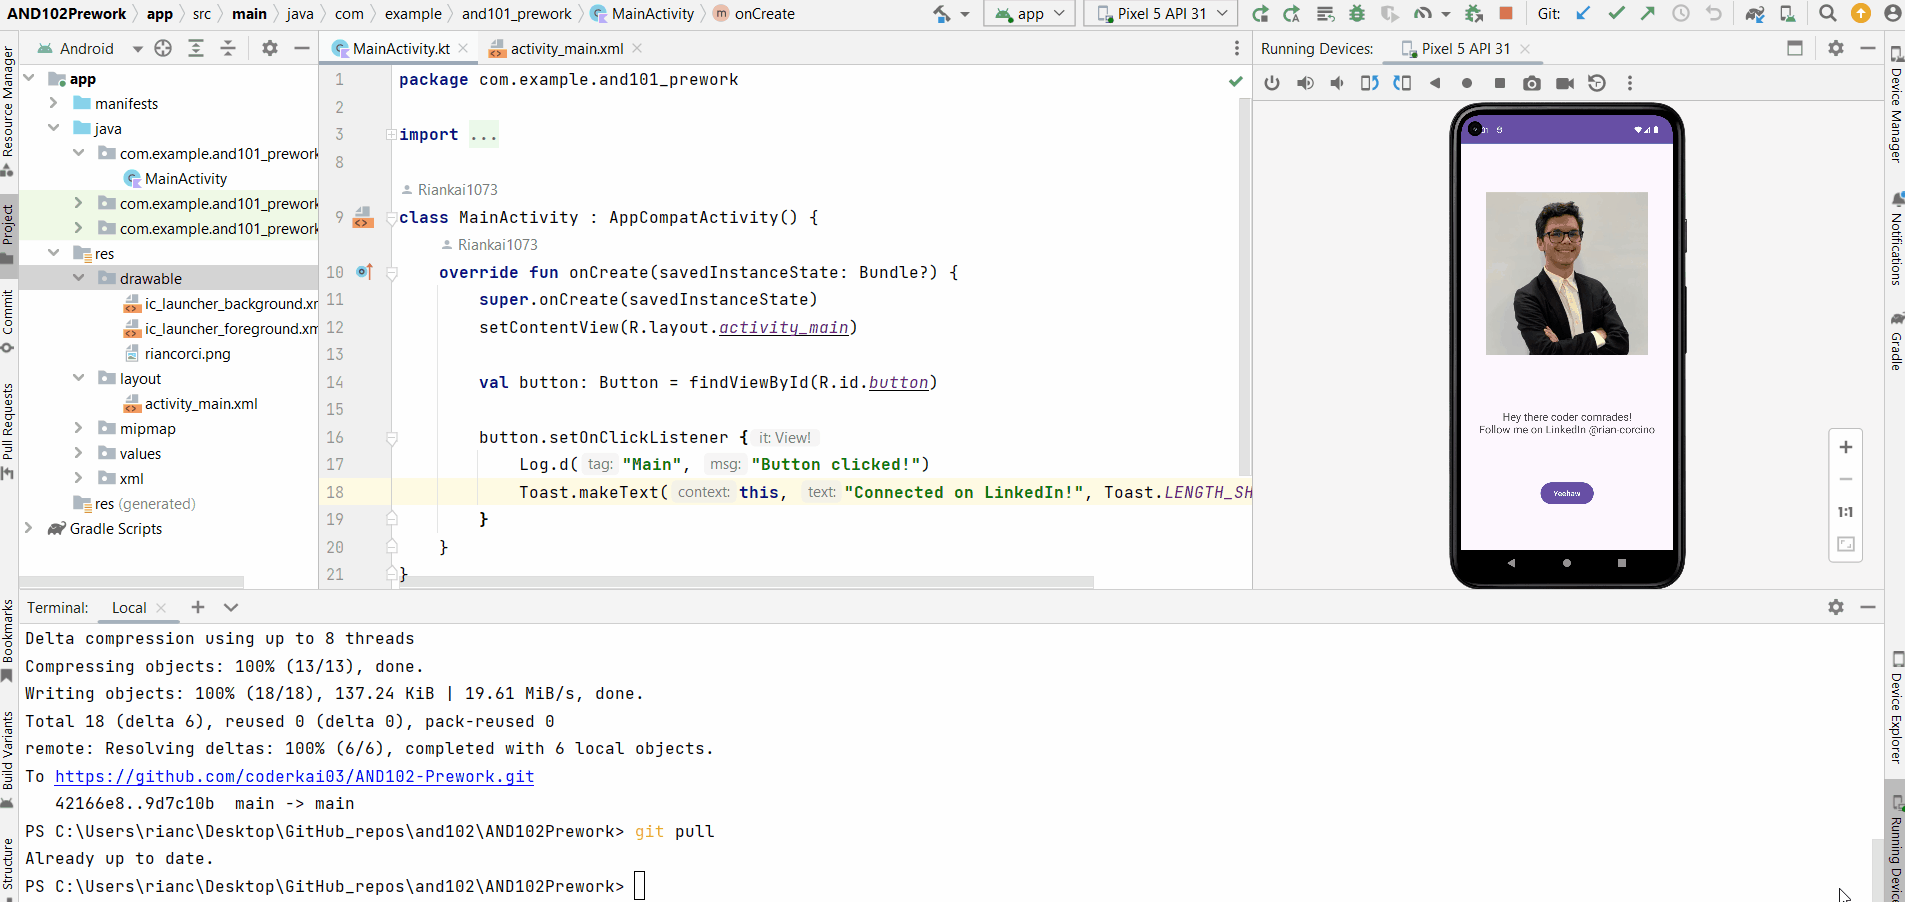 AND102Prework app src main java com example and101_prework MainActivity onCreate app Pixel 5 API 31 Git:
Android
MainActivity.kt activity_main.xml
Running Devices: Pixel 5 API 31
Resource Manager
Project
Commit
Pull Requests
Bookmarks
Build Variants
Structure
app
manifests
java
com.example.and101_prework
MainActivity
com.example.and101_prework
com.example.and101_prework
res
drawable
ic_launcher_background.xm
ic_launcher_foreground.xm
riancorci.png
layout
activity_main.xml
mipmap
values
xml
res (generated)
Gradle Scripts
1 package com.example.and101_prework
2
3 import ...
8
Riankai1073
9 class MainActivity : AppCompatActivity() {
Riankai1073
10 override fun onCreate(savedInstanceState: Bundle?) {
11 super.onCreate(savedInstanceState)
12 setContentView(R.layout.activity_main)
13
14 val button: Button = findViewById(R.id.button)
15
16 button.setOnClickListener { it: View!
17 Log.d( tag: "Main", msg: "Button clicked!")
18 Toast.makeText( context: this, text: "Connected on LinkedIn!", Toast.LENGTH_SH
19 }
20 }
21 }
Hey there coder comrades!
Follow me on LinkedIn @rian-corcino
Yeehaw
1:1
Device Manager
Notifications
Gradle
Device Explorer
Running Device
Terminal: Local
Delta compression using up to 8 threads
Compressing objects: 100% (13/13), done.
Writing objects: 100% (18/18), 137.24 KiB | 19.61 MiB/s, done.
Total 18 (delta 6), reused 0 (delta 0), pack-reused 0
remote: Resolving deltas: 100% (6/6), completed with 6 local objects.
To https://github.com/coderkai03/AND102-Prework.git
42166e8..9d7c10b main -> main
PS C:\Users\rianc\Desktop\GitHub_repos\and102\AND102Prework> git pull
Already up to date.
PS C:\Users\rianc\Desktop\GitHub_repos\and102\AND102Prework>